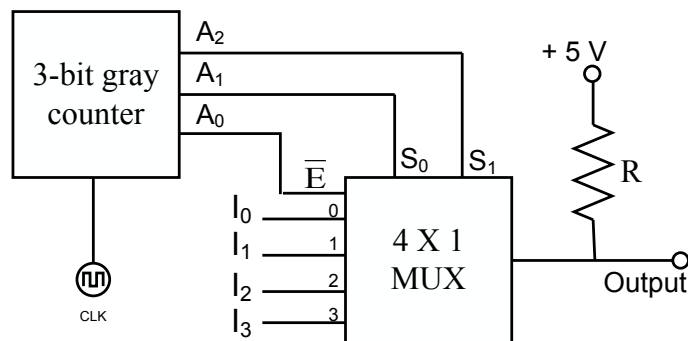 3-bit gray
counter
A2
A1
A0
CLK
E̅
S0
S1
I0
I1
I2
I3
0
1
2
3
4 X 1
MUX
+ 5 V
R
Output